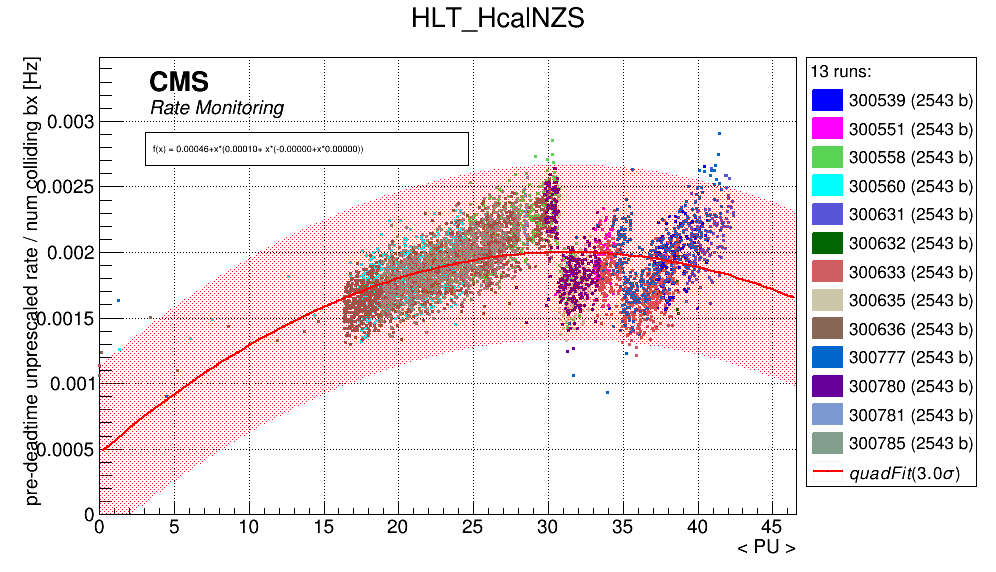 HLT_HcalNZS
pre-deadtime unprescaled rate / num colliding bx [Hz]
CMS
Rate Monitoring
f(x) = 0.00046+x*(0.00010+ x*(-0.00000+x*0.00000))
0.003
0.0025
0.002
0.0015
0.001
0.0005
0
0 5 10 15 20 25 30 35 40 45
< PU >
13 runs:
300539 (2543 b)
300551 (2543 b)
300558 (2543 b)
300560 (2543 b)
300631 (2543 b)
300632 (2543 b)
300633 (2543 b)
300635 (2543 b)
300636 (2543 b)
300777 (2543 b)
300780 (2543 b)
300781 (2543 b)
300785 (2543 b)
quadFit(3.0σ)